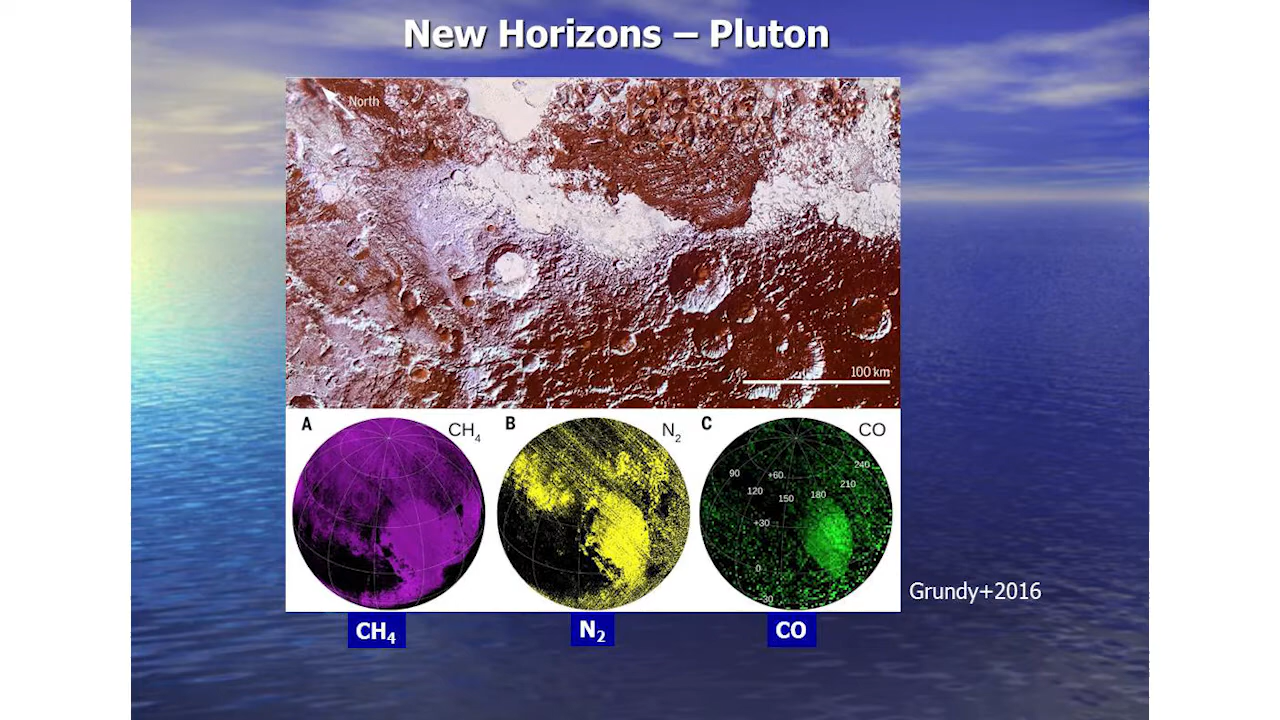 New Horizons – Pluton
North
100 km
A
CH4
B
N2
C
CO
90
120
150
+60
180
210
240
+30
0
-30
Grundy+2016
CH4
N2
CO